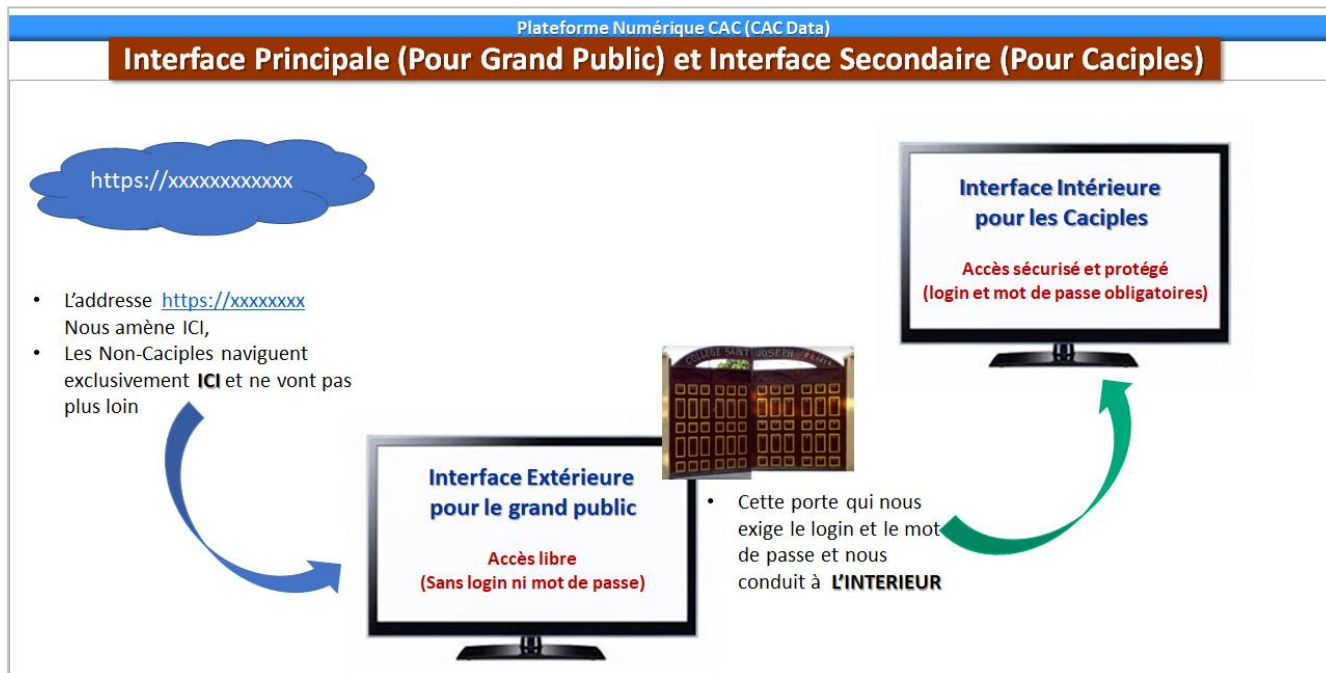 Plateforme Numérique CAC (CAC Data)
Interface Principale (Pour Grand Public) et Interface Secondaire (Pour Caciples)
https://xxxxxxxxxxxx
• L'addresse https://xxxxxxxx
Nous amène ICI,
• Les Non-Caciples naviguent
exclusivement ICI et ne vont pas
plus loin
Interface Extérieure
pour le grand public
Accès libre
(Sans login ni mot de passe)
COLLEGE SAINT JOSEPH
• Cette porte qui nous
exige le login et le mot
de passe et nous
conduit à L'INTERIEUR
Interface Intérieure
pour les Caciples
Accès sécurisé et protégé
(login et mot de passe obligatoires)